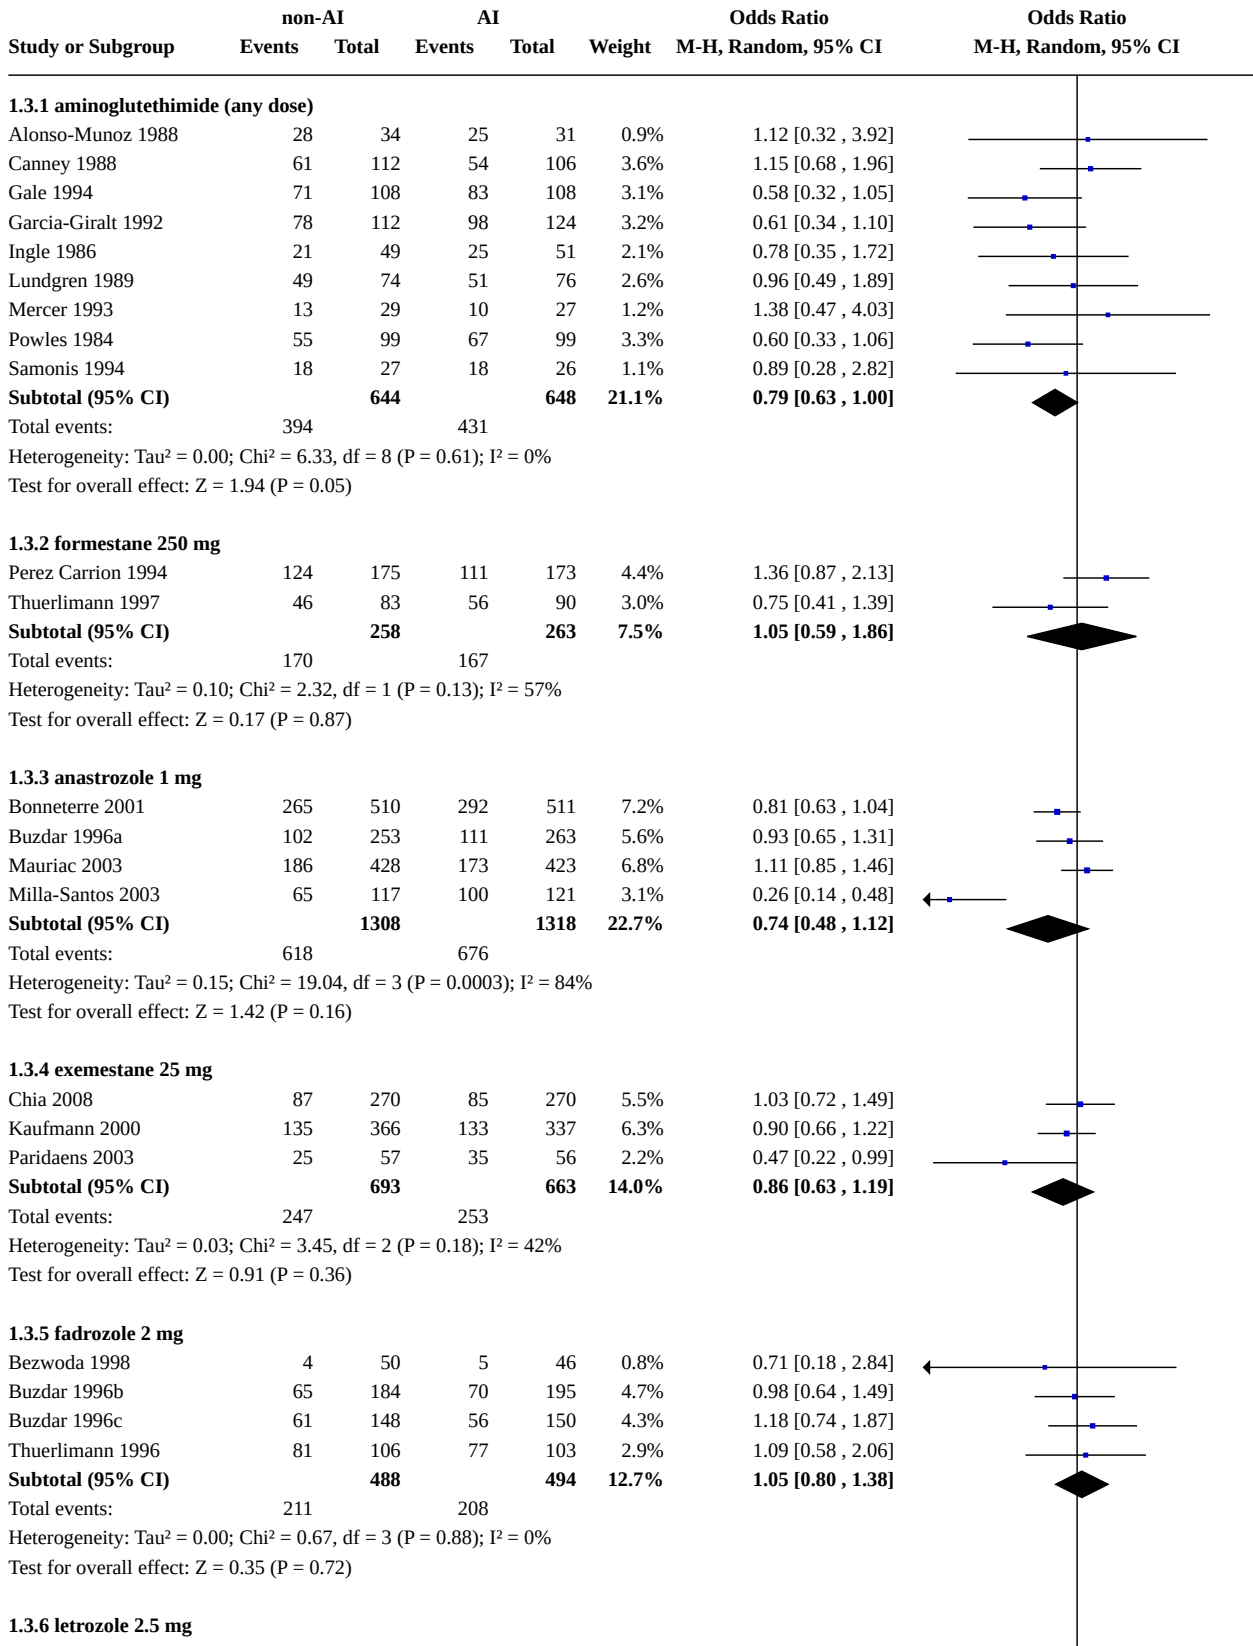 non-AI AI Odds Ratio Odds Ratio
Study or Subgroup Events Total Events Total Weight M-H, Random, 95% CI M-H, Random, 95% CI
1.3.1 aminoglutethimide (any dose)
Alonso-Munoz 1988 28 34 25 31 0.9% 1.12 [0.32 , 3.92]
Canney 1988 61 112 54 106 3.6% 1.15 [0.68 , 1.96]
Gale 1994 71 108 83 108 3.1% 0.58 [0.32 , 1.05]
Garcia-Giralt 1992 78 112 98 124 3.2% 0.61 [0.34 , 1.10]
Ingle 1986 21 49 25 51 2.1% 0.78 [0.35 , 1.72]
Lundgren 1989 49 74 51 76 2.6% 0.96 [0.49 , 1.89]
Mercer 1993 13 29 10 27 1.2% 1.38 [0.47 , 4.03]
Powles 1984 55 99 67 99 3.3% 0.60 [0.33 , 1.06]
Samonis 1994 18 27 18 26 1.1% 0.89 [0.28 , 2.82]
Subtotal (95% CI) 644 648 21.1% 0.79 [0.63 , 1.00]
Total events: 394 431
Heterogeneity: Tau² = 0.00; Chi² = 6.33, df = 8 (P = 0.61); I² = 0%
Test for overall effect: Z = 1.94 (P = 0.05)
1.3.2 formestane 250 mg
Perez Carrion 1994 124 175 111 173 4.4% 1.36 [0.87 , 2.13]
Thuerlimann 1997 46 83 56 90 3.0% 0.75 [0.41 , 1.39]
Subtotal (95% CI) 258 263 7.5% 1.05 [0.59 , 1.86]
Total events: 170 167
Heterogeneity: Tau² = 0.10; Chi² = 2.32, df = 1 (P = 0.13); I² = 57%
Test for overall effect: Z = 0.17 (P = 0.87)
1.3.3 anastrozole 1 mg
Bonneterre 2001 265 510 292 511 7.2% 0.81 [0.63 , 1.04]
Buzdar 1996a 102 253 111 263 5.6% 0.93 [0.65 , 1.31]
Mauriac 2003 186 428 173 423 6.8% 1.11 [0.85 , 1.46]
Milla-Santos 2003 65 117 100 121 3.1% 0.26 [0.14 , 0.48]
Subtotal (95% CI) 1308 1318 22.7% 0.74 [0.48 , 1.12]
Total events: 618 676
Heterogeneity: Tau² = 0.15; Chi² = 19.04, df = 3 (P = 0.0003); I² = 84%
Test for overall effect: Z = 1.42 (P = 0.16)
1.3.4 exemestane 25 mg
Chia 2008 87 270 85 270 5.5% 1.03 [0.72 , 1.49]
Kaufmann 2000 135 366 133 337 6.3% 0.90 [0.66 , 1.22]
Paridaens 2003 25 57 35 56 2.2% 0.47 [0.22 , 0.99]
Subtotal (95% CI) 693 663 14.0% 0.86 [0.63 , 1.19]
Total events: 247 253
Heterogeneity: Tau² = 0.03; Chi² = 3.45, df = 2 (P = 0.18); I² = 42%
Test for overall effect: Z = 0.91 (P = 0.36)
1.3.5 fadrozole 2 mg
Bezwoda 1998 4 50 5 46 0.8% 0.71 [0.18 , 2.84]
Buzdar 1996b 65 184 70 195 4.7% 0.98 [0.64 , 1.49]
Buzdar 1996c 61 148 56 150 4.3% 1.18 [0.74 , 1.87]
Thuerlimann 1996 81 106 77 103 2.9% 1.09 [0.58 , 2.06]
Subtotal (95% CI) 488 494 12.7% 1.05 [0.80 , 1.38]
Total events: 211 208
Heterogeneity: Tau² = 0.00; Chi² = 0.67, df = 3 (P = 0.88); I² = 0%
Test for overall effect: Z = 0.35 (P = 0.72)
1.3.6 letrozole 2.5 mg